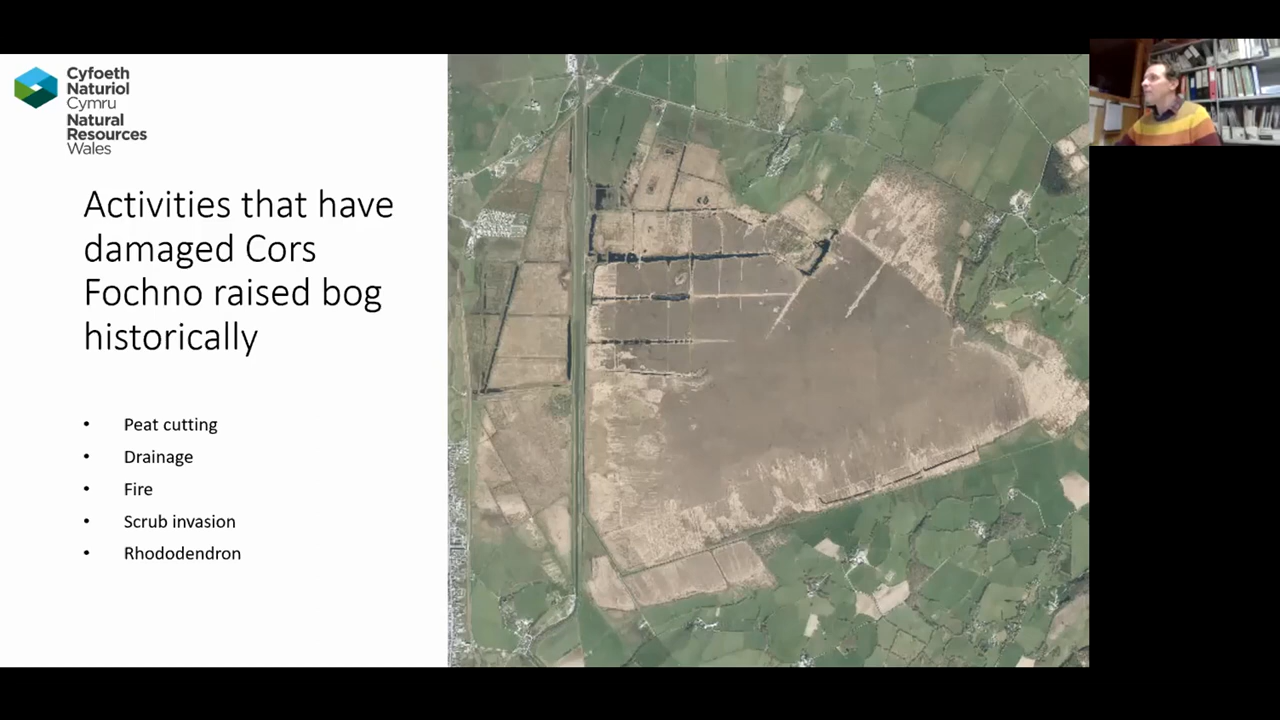 Cyfoeth
Naturiol
Cymru
Natural
Resources
Wales
Activities that have
damaged Cors
Fochno raised bog
historically
• Peat cutting
• Drainage
• Fire
• Scrub invasion
• Rhododendron